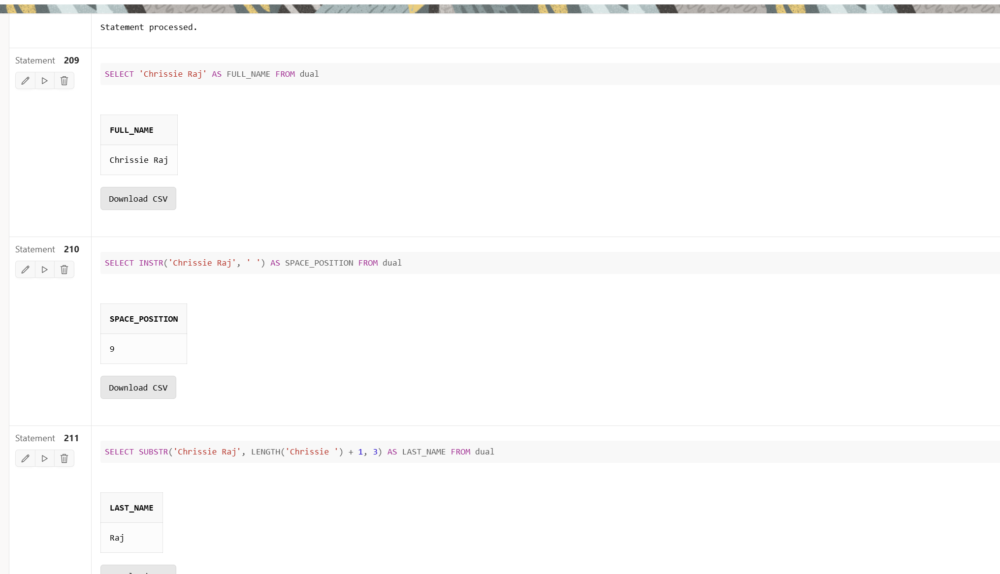 Statement processed.
Statement 209
SELECT 'Chrissie Raj' AS FULL_NAME FROM dual
FULL_NAME
Chrissie Raj
Download CSV
Statement 210
SELECT INSTR('Chrissie Raj', ' ') AS SPACE_POSITION FROM dual
SPACE_POSITION
9
Download CSV
Statement 211
SELECT SUBSTR('Chrissie Raj', LENGTH('Chrissie ') + 1, 3) AS LAST_NAME FROM dual
LAST_NAME
Raj